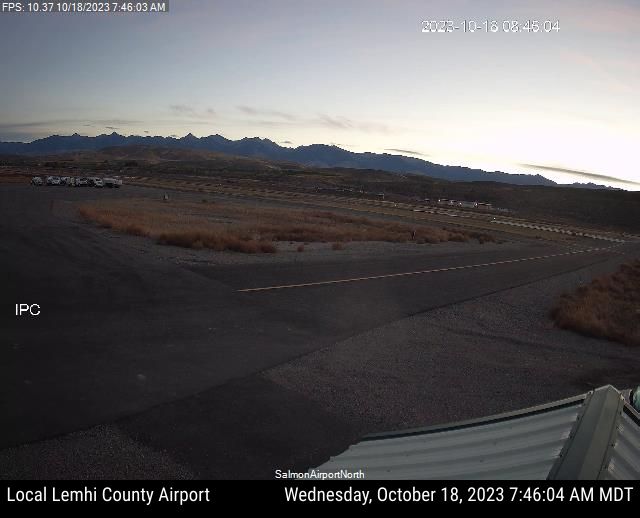 FPS: 10.37 10/18/2023 7:46:03 AM
2023-10-18 08:46:04
IPC
SalmonAirportNorth
Local Lemhi County Airport
Wednesday, October 18, 2023 7:46:04 AM MDT